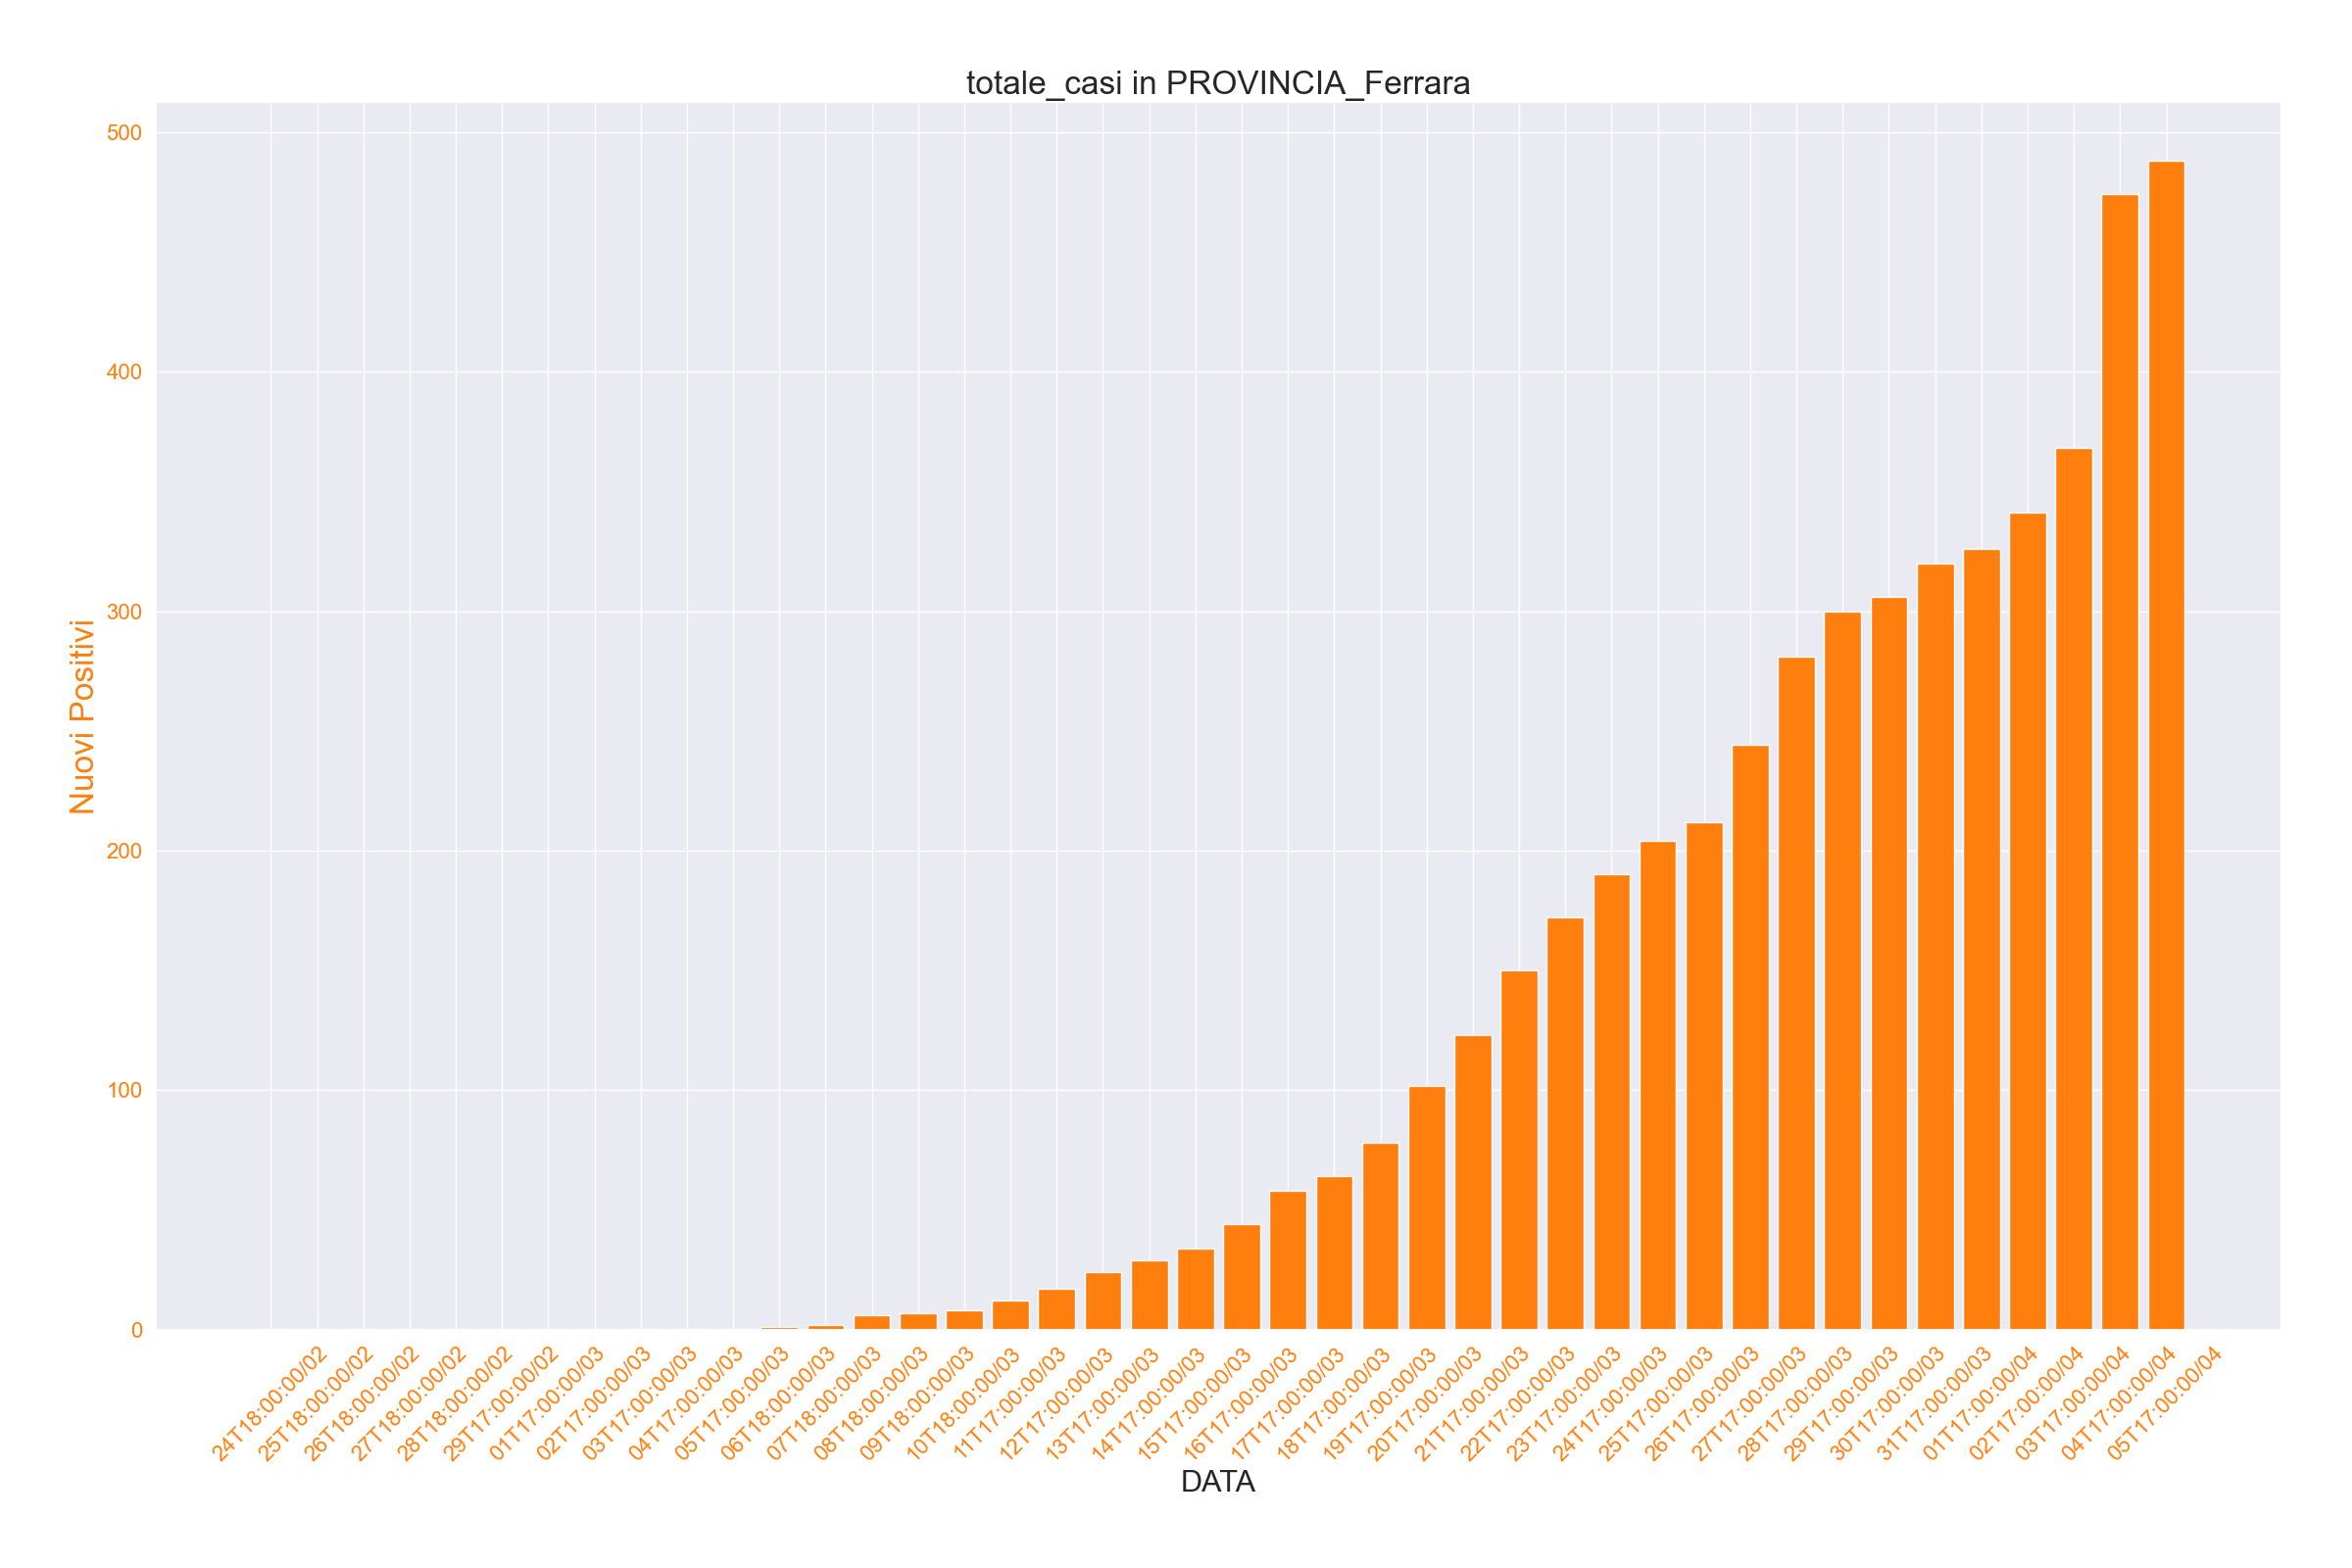 totale_casi in PROVINCIA_Ferrara
500
400
300
200
100
0
Nuovi Positivi
24T18:00:00/02
25T18:00:00/02
26T18:00:00/02
27T18:00:00/02
28T18:00:00/02
29T17:00:00/02
01T17:00:00/03
02T17:00:00/03
03T17:00:00/03
04T17:00:00/03
05T17:00:00/03
06T18:00:00/03
07T18:00:00/03
08T18:00:00/03
09T18:00:00/03
10T18:00:00/03
11T17:00:00/03
12T17:00:00/03
13T17:00:00/03
14T17:00:00/03
15T17:00:00/03
16T17:00:00/03
17T17:00:00/03
18T17:00:00/03
19T17:00:00/03
20T17:00:00/03
21T17:00:00/03
22T17:00:00/03
23T17:00:00/03
24T17:00:00/03
25T17:00:00/03
26T17:00:00/03
27T17:00:00/03
28T17:00:00/03
29T17:00:00/03
30T17:00:00/03
31T17:00:00/03
01T17:00:00/04
02T17:00:00/04
03T17:00:00/04
04T17:00:00/04
05T17:00:00/04
DATA